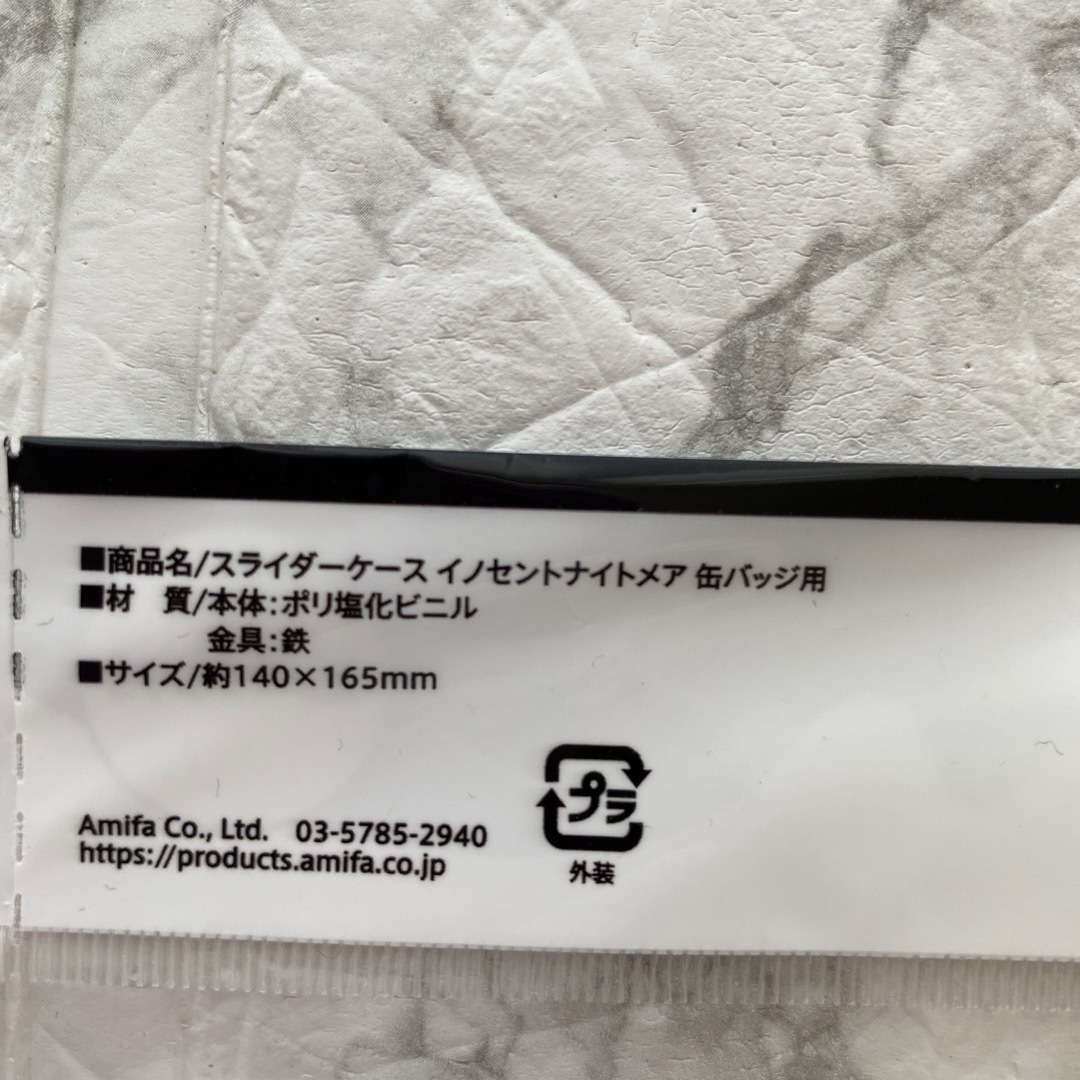 ■商品名/スライダーケース イノセントナイトメア 缶バッジ用
■材　質/本体:ポリ塩化ビニル
金具:鉄
■サイズ/約140×165mm
プラ
外装
Amifa Co., Ltd.　03-5785-2940
https://products.amifa.co.jp